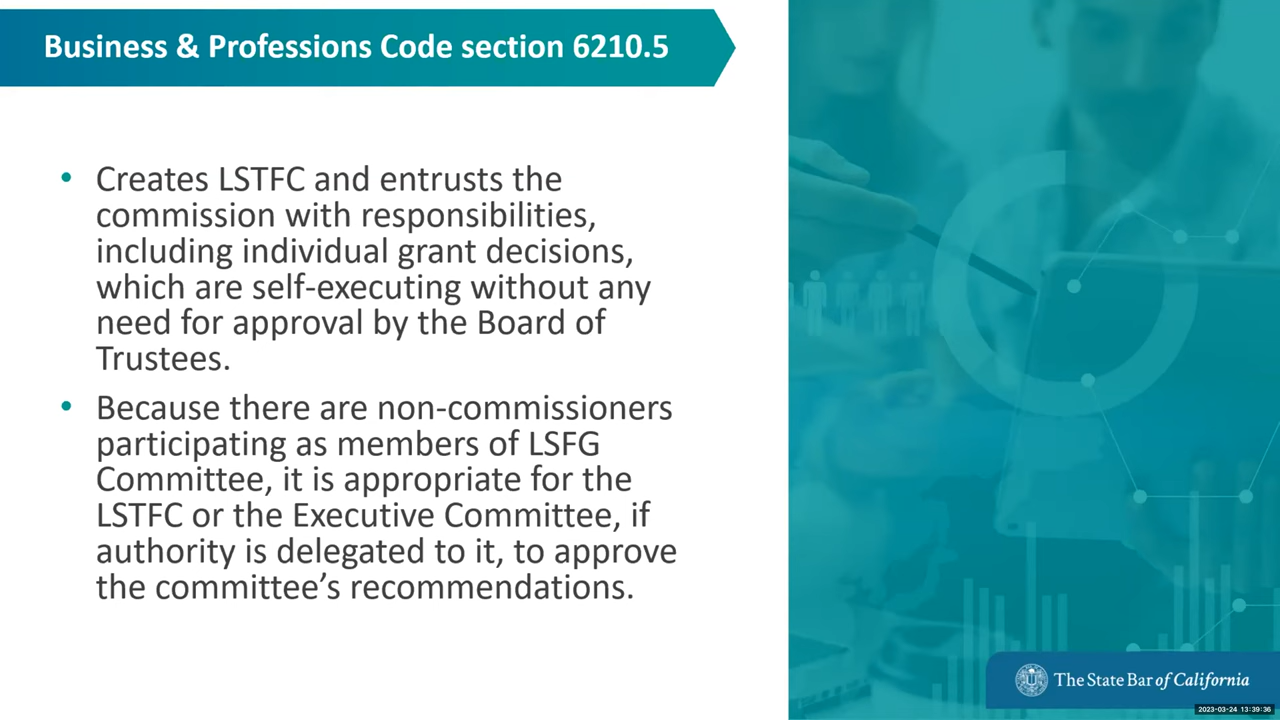 Business & Professions Code section 6210.5
• Creates LSTFC and entrusts the
commission with responsibilities,
including individual grant decisions,
which are self-executing without any
need for approval by the Board of
Trustees.
• Because there are non-commissioners
participating as members of LSFG
Committee, it is appropriate for the
LSTFC or the Executive Committee, if
authority is delegated to it, to approve
the committee’s recommendations.
The State Bar of California
2023-03-24 13:39:36